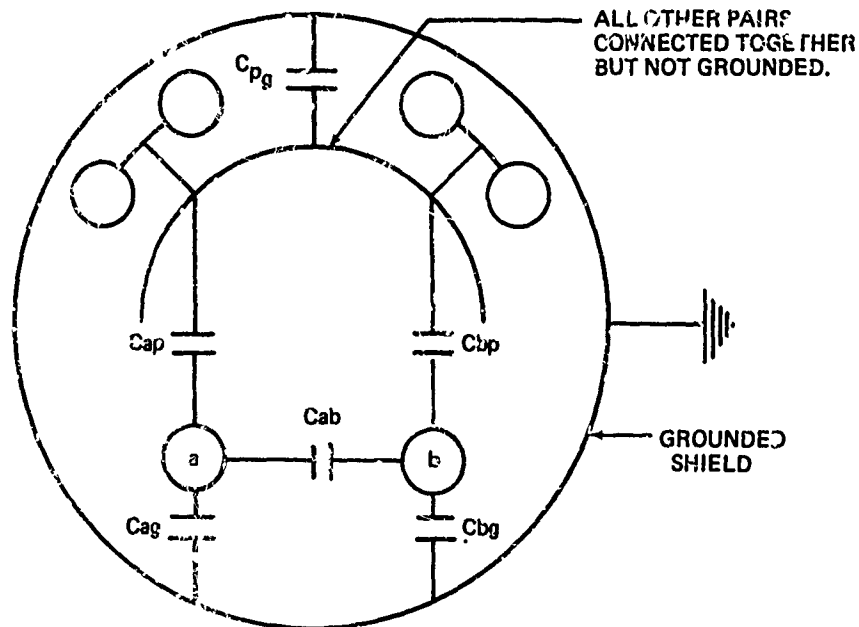 ALL OTHER PAIRS
CONNECTED TOGETHER
BUT NOT GROUNDED.
Cpg
Cap
Cbp
Cab
a
b
GROUNDED
SHIELD
Cag
Cbg